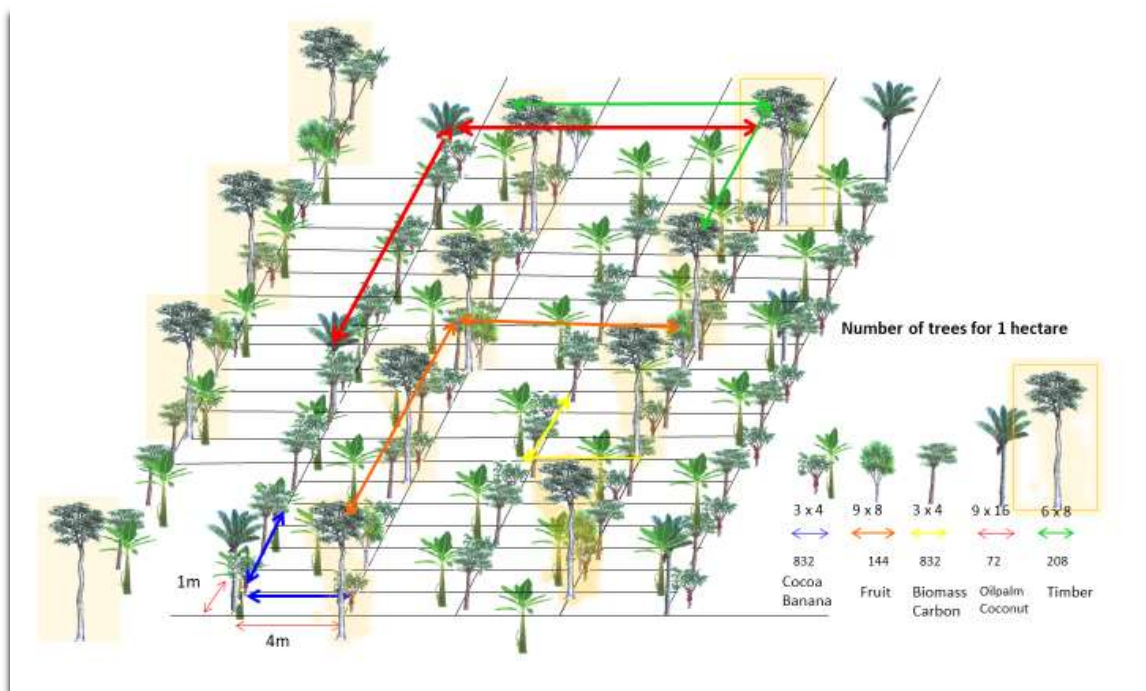 Number of trees for 1 hectare
3 x 4 9 x 8 3 x 4 9 x 16 6 x 8
832 144 832 72 208
Cocoa Banana Fruit Biomass Carbon Oilpalm Coconut Timber
1m
4m